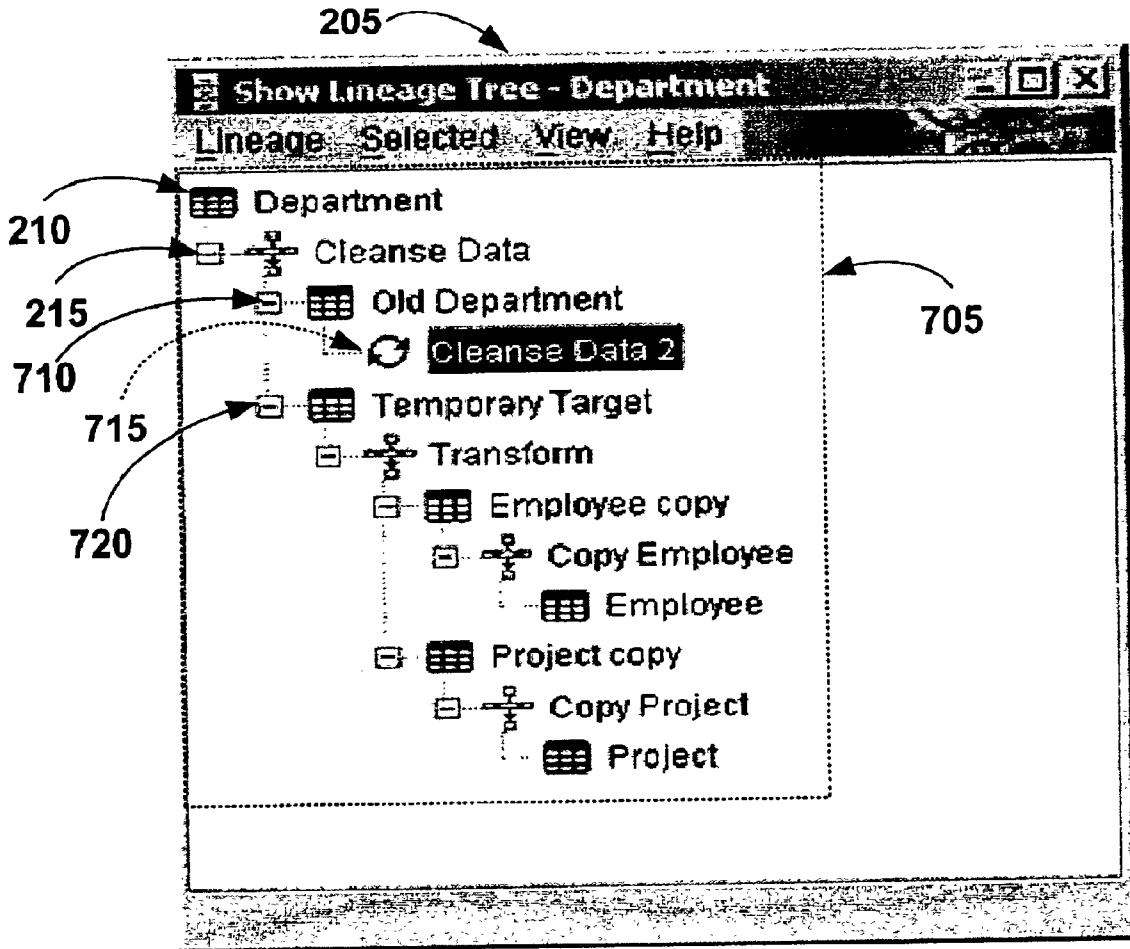 205
Show Lineage Tree - Department
Lineage Selected View Help
210
Department
Cleanse Data
215
Old Department
705
710
Cleanse Data 2
715
Temporary Target
Transform
720
Employee copy
Copy Employee
Employee
Project copy
Copy Project
Project